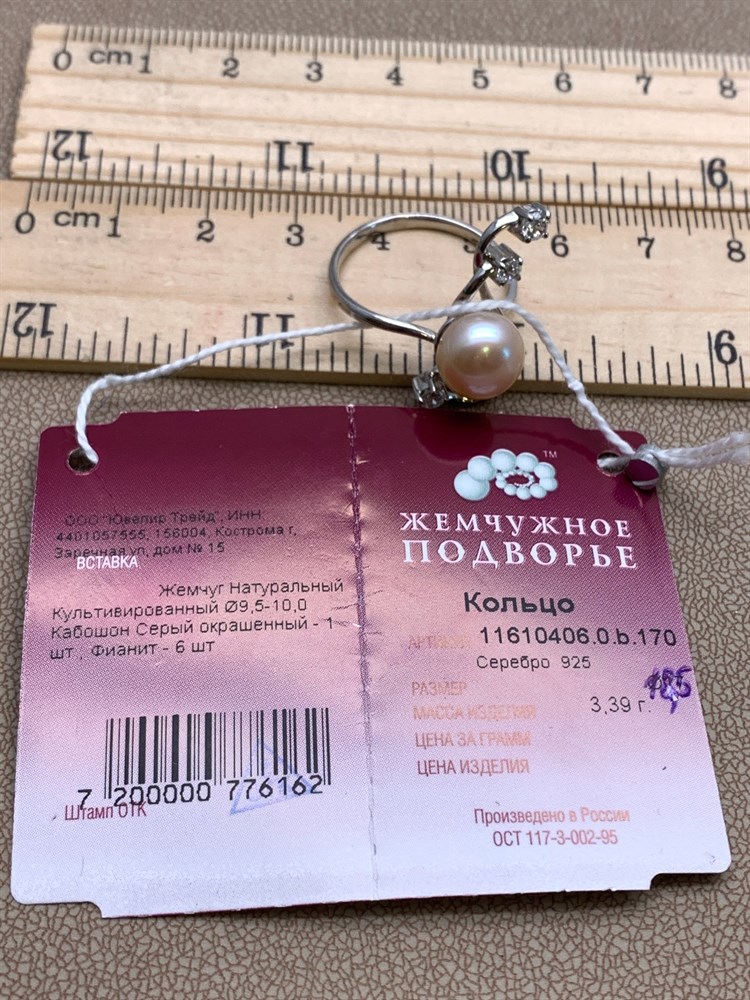 0 cm 1 2 3 4 5 6 7 8
12 11 10 9
0 cm 1 2 3 4 5 6 7 8
12 11 9
ООО "Ювелир Трейд", ИНН
4401057555, 156004, Кострома г,
Заречная ул, дом № 15
ВСТАВКА
Жемчуг Натуральный
Культивированный Ø9,5-10,0
Кабошон Серый окрашенный - 1
шт., Фианит - 6 шт
7 200000 776162
Штамп ОТК
TM
ЖЕМЧУЖНОЕ
ПОДВОРЬЕ
Кольцо
АРТИКУЛ 11610406.0.b.170
Серебро 925
РАЗМЕР
МАССА ИЗДЕЛИЯ 3,39 г.
ЦЕНА ЗА ГРАММ
ЦЕНА ИЗДЕЛИЯ
Произведено в России
ОСТ 117-3-002-95